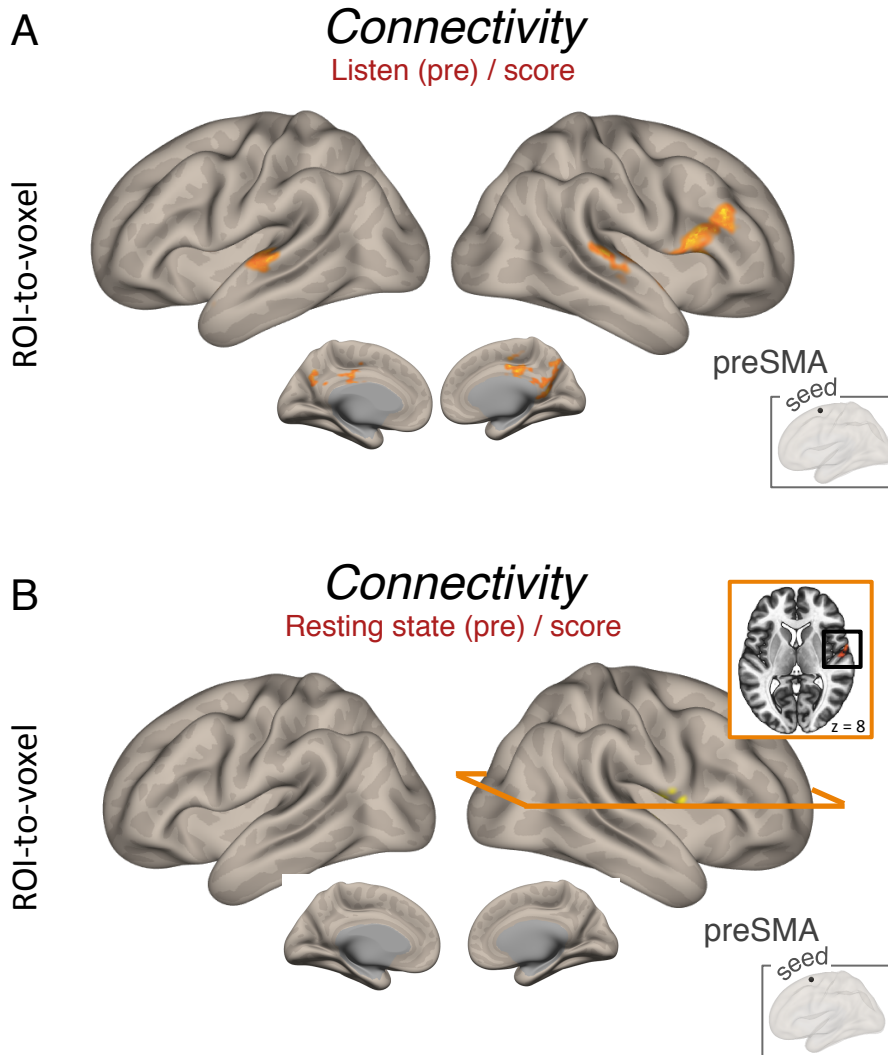 A
Connectivity
Listen (pre) / score
ROI-to-voxel
preSMA
seed
B
Connectivity
Resting state (pre) / score
z = 8
ROI-to-voxel
preSMA
seed